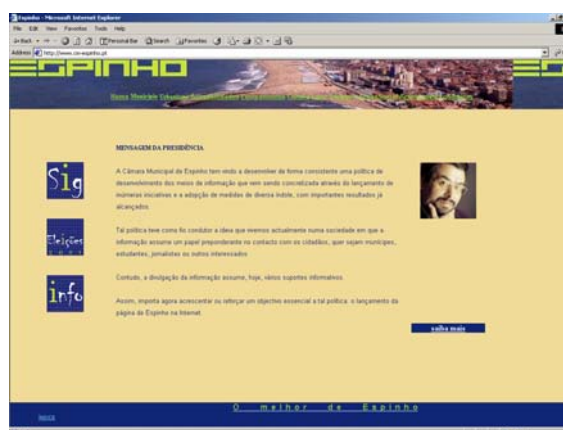 Espinho - Microsoft Internet Explorer
File Edit View Favorites Tools Help
Back Search Favorites
Address http://www.cm-espinho.pt
ESPINHO
MENSAGEM DA PRESIDÊNCIA
A Câmara Municipal de Espinho tem vindo a desenvolver de forma consistente uma política de
desenvolvimento dos meios de informação que vem sendo concretizada através do lançamento de
inúmeras iniciativas e a adopção de medidas de diversa índole, com importantes resultados já
alcançados.
Tal política teve como fio condutor a ideia que vivemos actualmente numa sociedade em que a
informação assume um papel preponderante no contacto com os cidadãos, quer sejam munícipes,
estudantes, jornalistas ou outros interessados.
Contudo, a divulgação da informação assume, hoje, vários suportes informativos.
Assim, importa agora acrescentar ou reforçar um objectivo essencial a tal política: o lançamento da
página de Espinho na Internet.
Sig
Eleições
info
saiba mais
O melhor de Espinho